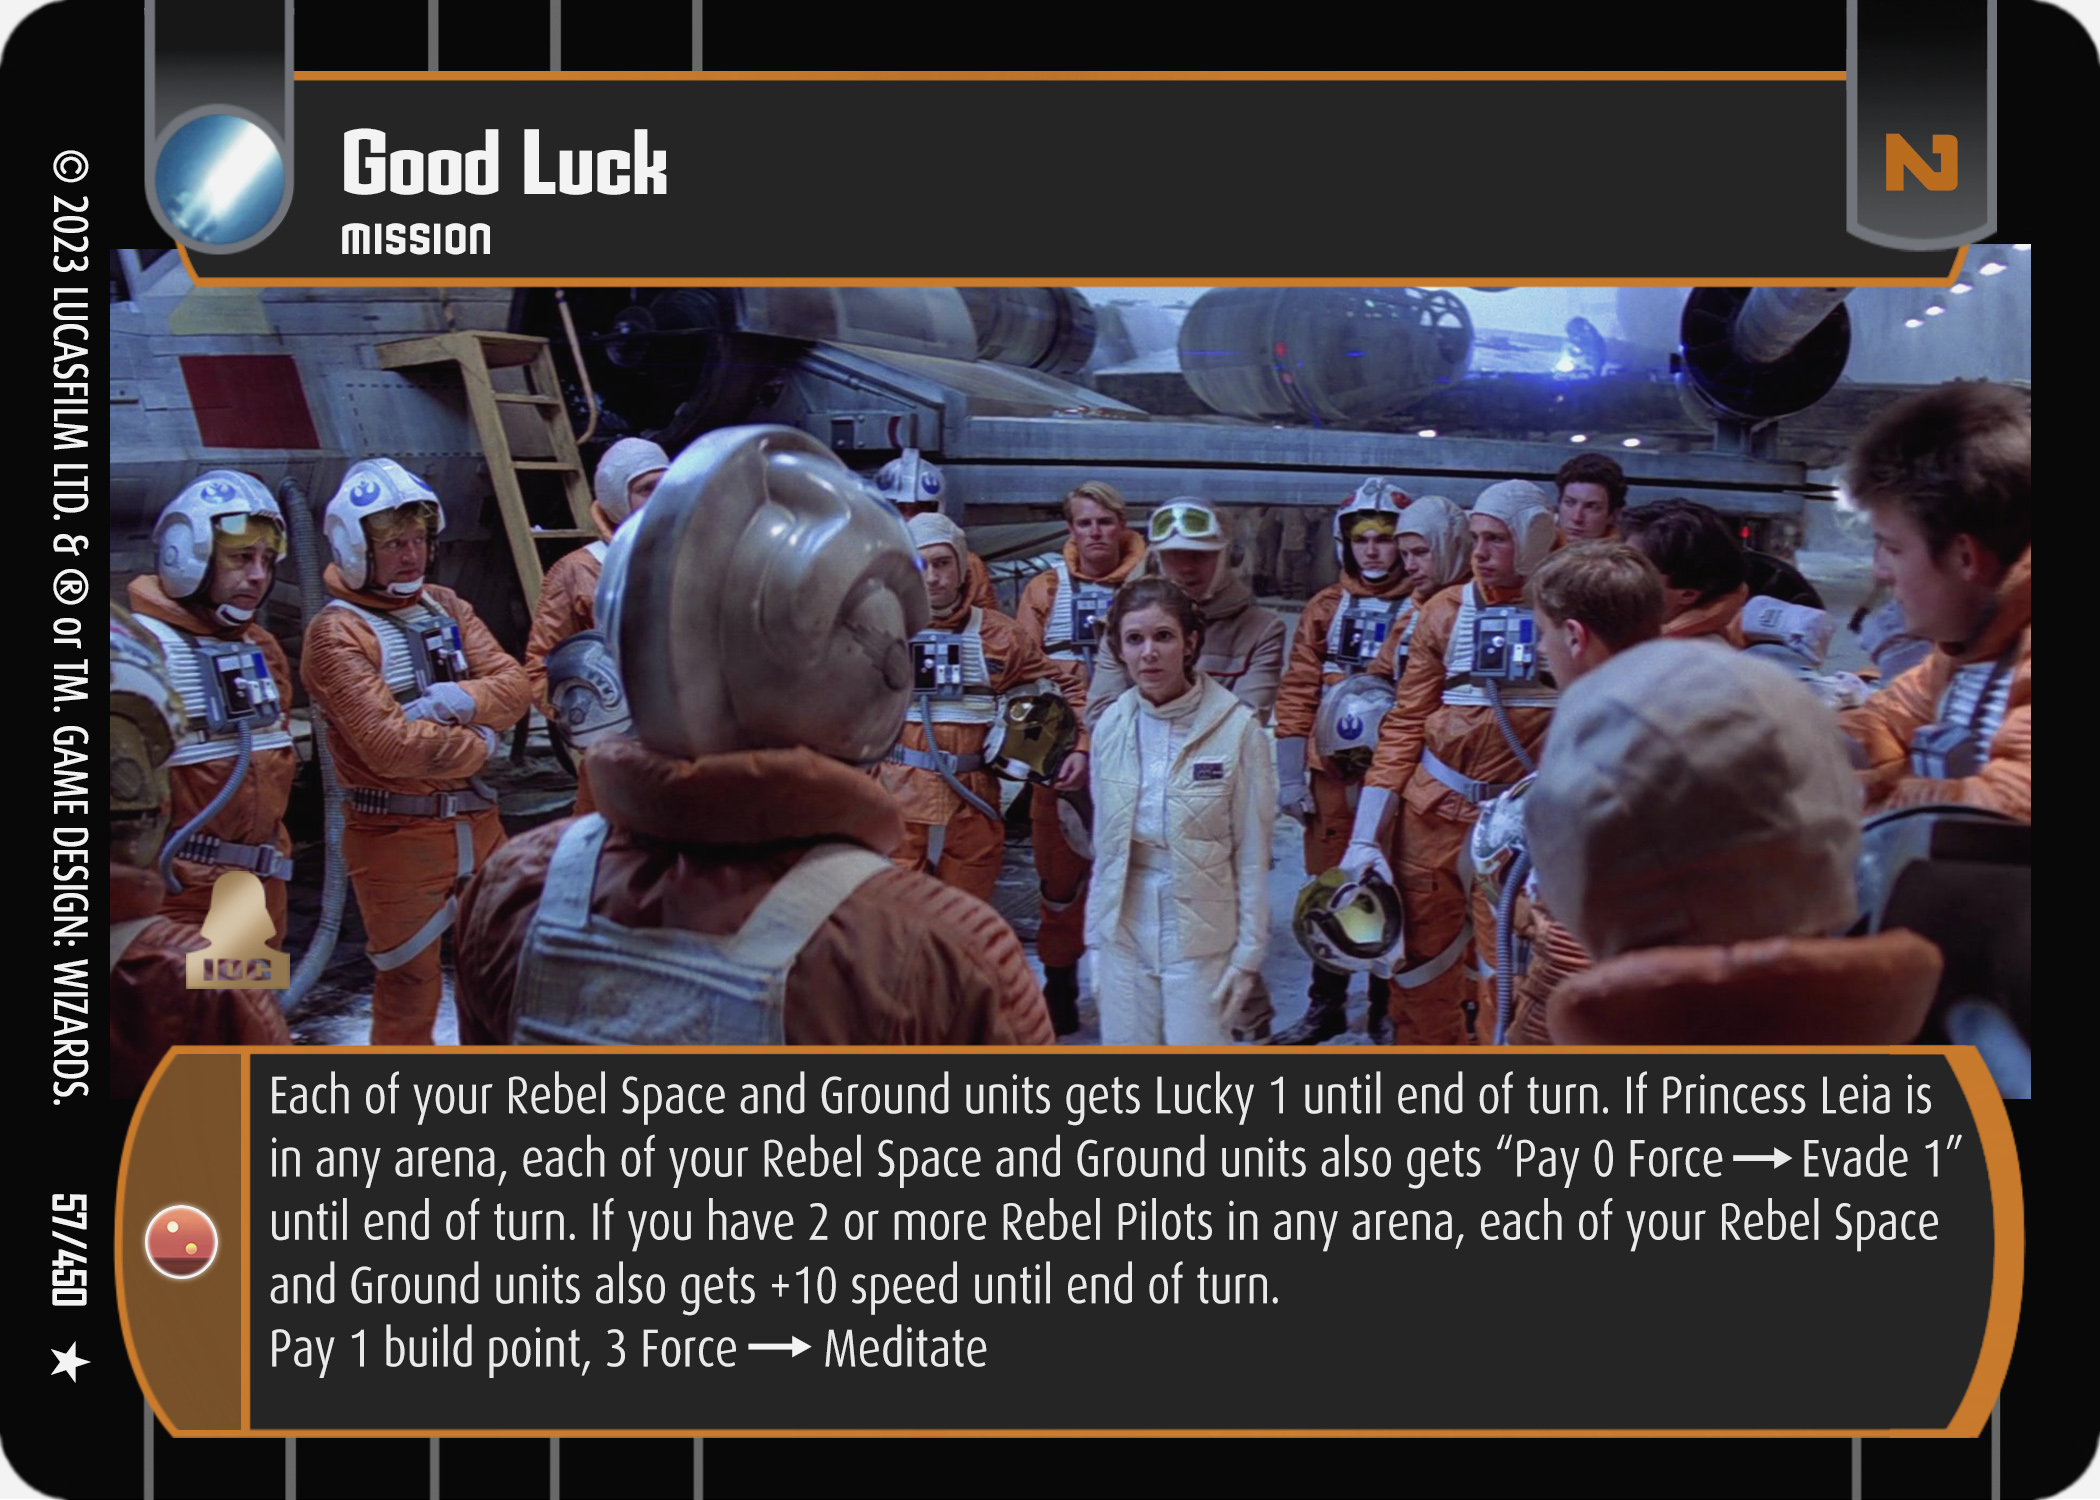 Good Luck
MISSION
2
© 2023 LUCASFILM LTD. & ® or TM. GAME DESIGN: WIZARDS.
57/450 ★
IDC
Each of your Rebel Space and Ground units gets Lucky 1 until end of turn. If Princess Leia is
in any arena, each of your Rebel Space and Ground units also gets “Pay 0 Force → Evade 1”
until end of turn. If you have 2 or more Rebel Pilots in any arena, each of your Rebel Space
and Ground units also gets +10 speed until end of turn.
Pay 1 build point, 3 Force → Meditate